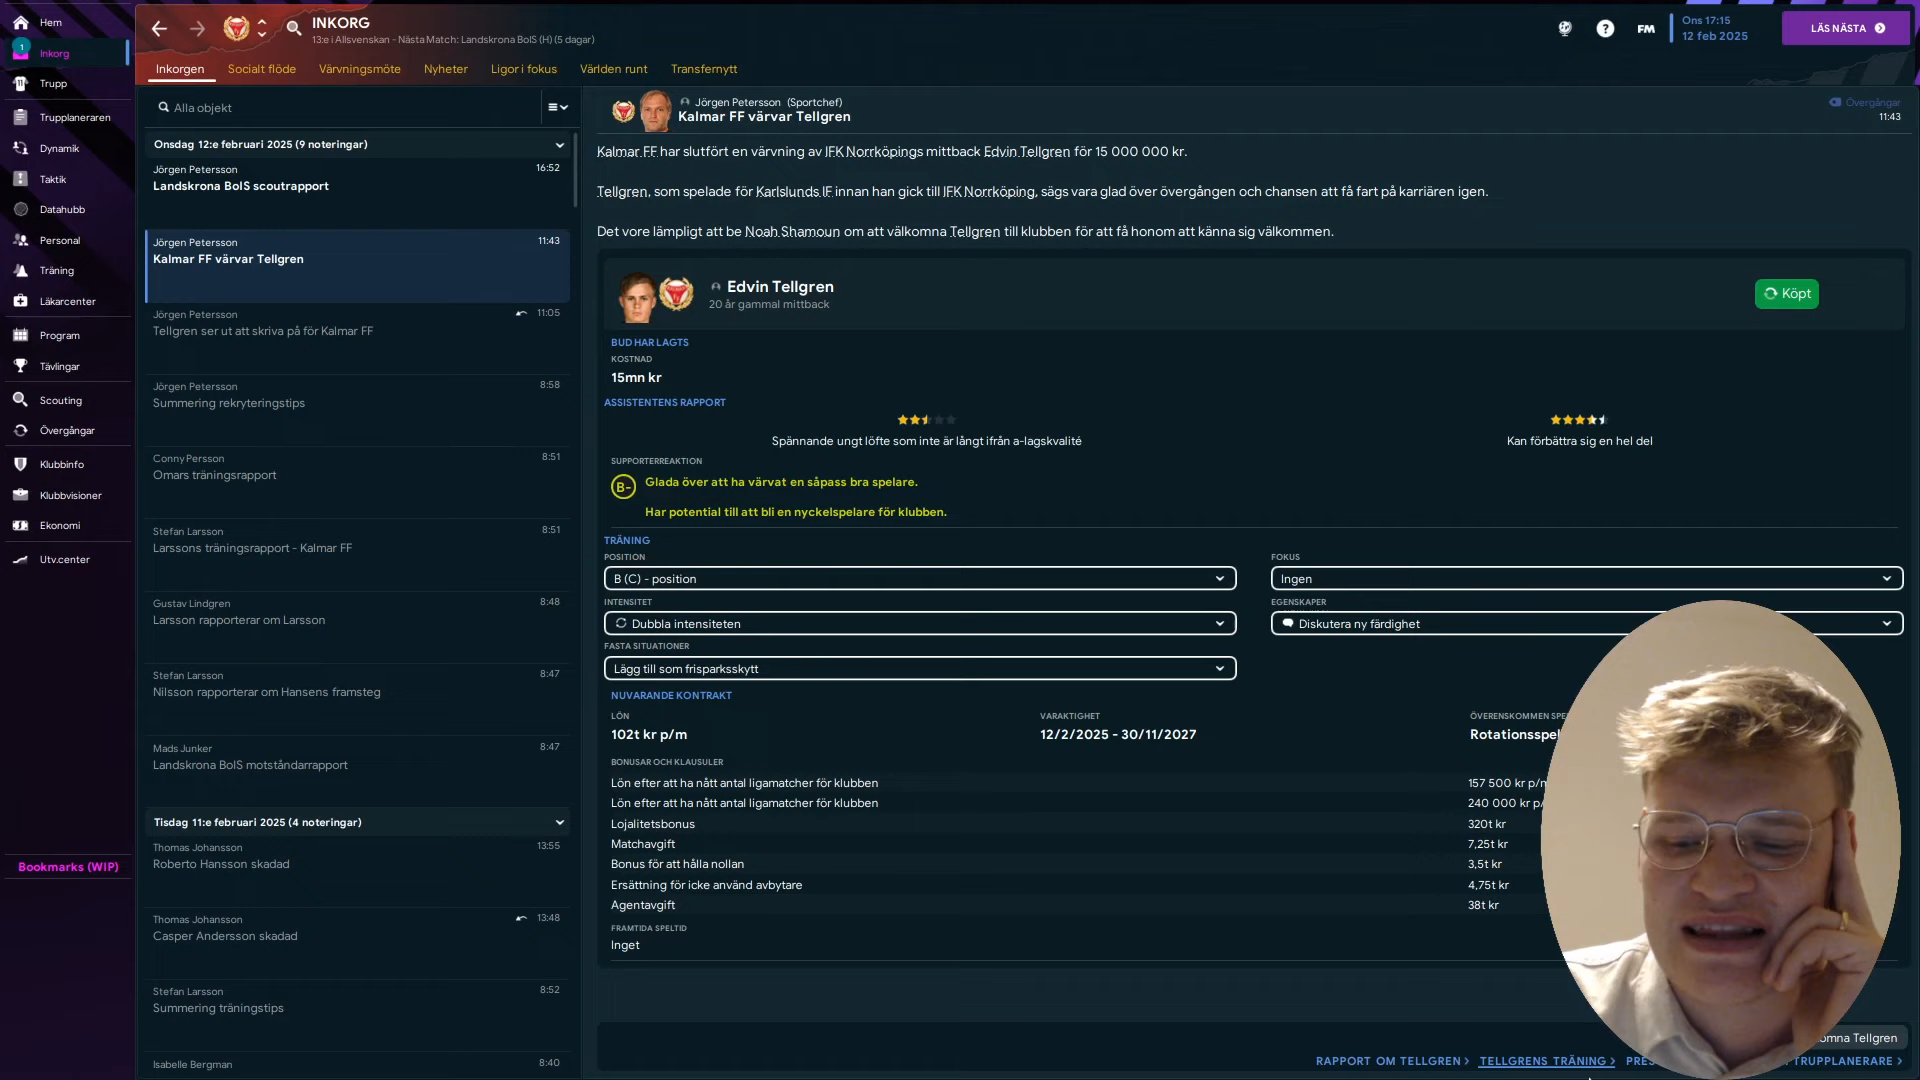 Hem
1
Inkorg
Trupp
Trupplaneraren
Dynamik
Taktik
Datahubb
Personal
Träning
Läkarcenter
Program
Tävlingar
Scouting
Övergångar
Klubbinfo
Klubbvisioner
Ekonomi
Utv.center
Bookmarks (WIP)
INKORG
13:e i Allsvenskan - Nästa Match: Landskrona BoIS (H) (5 dagar)
FM
Ons 17:15
12 feb 2025
LÄS NÄSTA
Inkorgen Socialt flöde Värvningsmöte Nyheter Ligor i fokus Världen runt Transfernytt
Alla objekt
Onsdag 12:e februari 2025 (9 noteringar)
Jörgen Petersson 16:52
Landskrona BoIS scoutrapport
Jörgen Petersson 11:43
Kalmar FF värvar Tellgren
Jörgen Petersson 11:05
Tellgren ser ut att skriva på för Kalmar FF
Jörgen Petersson 8:58
Summering rekryteringstips
Conny Persson 8:51
Omars träningsrapport
Stefan Larsson 8:51
Larssons träningsrapport - Kalmar FF
Gustav Lindgren 8:48
Larsson rapporterar om Larsson
Stefan Larsson 8:47
Nilsson rapporterar om Hansens framsteg
Mads Junker 8:47
Landskrona BoIS motståndarrapport
Tisdag 11:e februari 2025 (4 noteringar)
Thomas Johansson 13:55
Roberto Hansson skadad
Thomas Johansson 13:48
Casper Andersson skadad
Stefan Larsson 8:52
Summering träningstips
Isabelle Bergman 8:40
Jörgen Petersson (Sportchef)
Kalmar FF värvar Tellgren
Övergångar
11:43
Kalmar FF har slutfört en värvning av IFK Norrköpings mittback Edvin Tellgren för 15 000 000 kr.
Tellgren, som spelade för Karlslunds IF innan han gick till IFK Norrköping, sägs vara glad över övergången och chansen att få fart på karriären igen.
Det vore lämpligt att be Noah Shamoun om att välkomna Tellgren till klubben för att få honom att känna sig välkommen.
Edvin Tellgren
20 år gammal mittback
Köpt
BUD HAR LAGTS
KOSTNAD
15mn kr
ASSISTENTENS RAPPORT
Spännande ungt löfte som inte är långt ifrån a-lagskvalité
Kan förbättra sig en hel del
SUPPORTERREAKTION
B-
Glada över att ha värvat en såpass bra spelare.
Har potential till att bli en nyckelspelare för klubben.
TRÄNING
POSITION FOKUS
B (C) - position Ingen
INTENSITET EGENSKAPER
Dubbla intensiteten Diskutera ny färdighet
FASTA SITUATIONER
Lägg till som frisparksskytt
NUVARANDE KONTRAKT
LÖN VARAKTIGHET ÖVERENSKOMMEN
102t kr p/m 12/2/2025 - 30/11/2027
BONUSAR OCH KLAUSULER
Lön efter att ha nått antal ligamatcher för klubben 157 500 kr
Lön efter att ha nått antal ligamatcher för klubben 240 000 kr
Lojalitetsbonus 320t kr
Matchavgift 7,25t kr
Bonus för att hålla nollan 3,5t kr
Ersättning för icke använd avbytare 4,75t kr
Agentavgift 38t kr
FRAMTIDA SPELTID
Inget
Tellgren
RAPPORT OM TELLGREN TELLGRENS TRÄNING TRUPPLANERARE